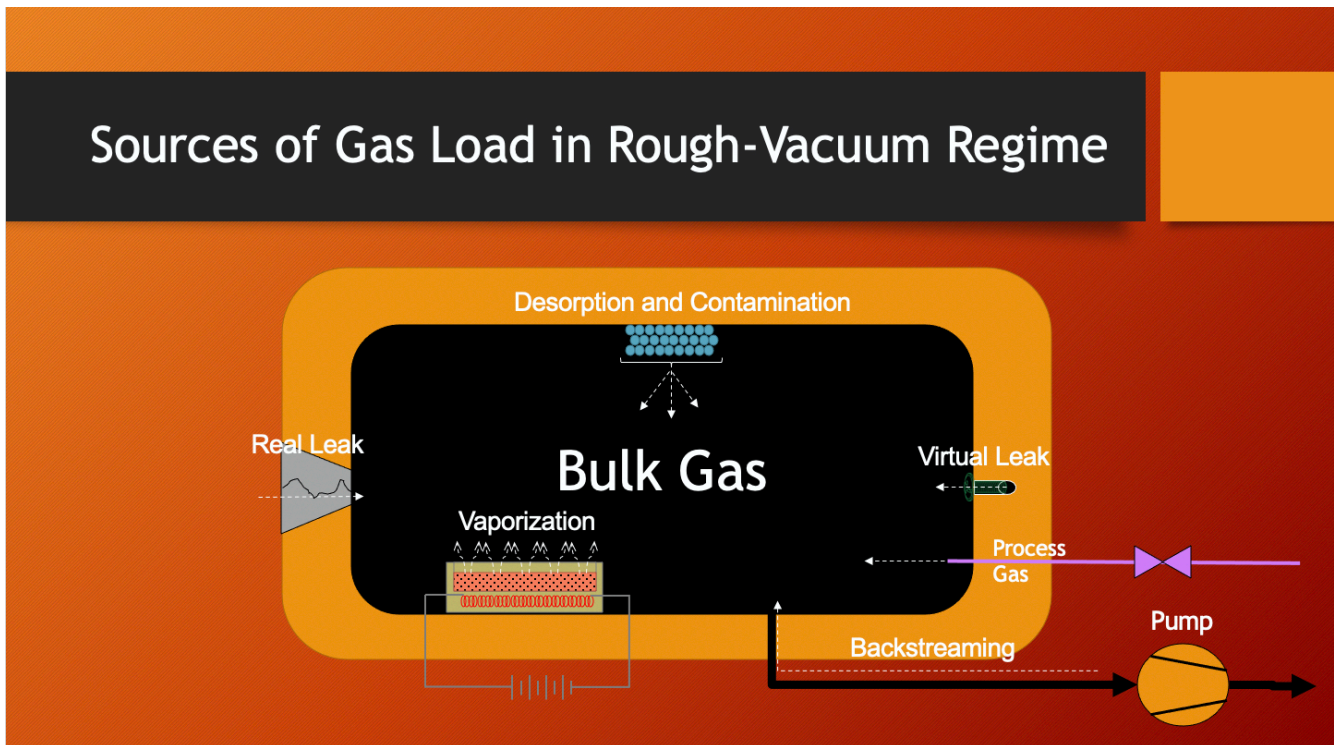 Sources of Gas Load in Rough-Vacuum Regime
Desorption and Contamination
Real Leak
Bulk Gas
Virtual Leak
Vaporization
Process
Gas
Pump
Backstreaming